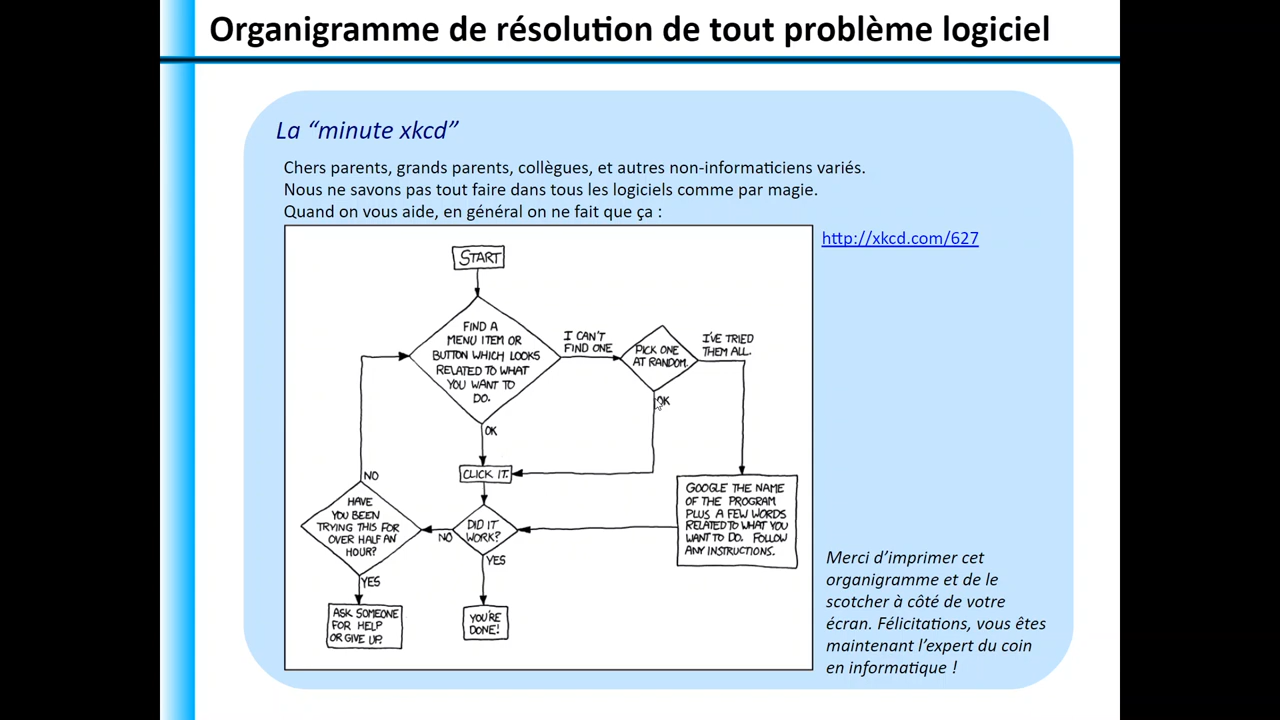 Organigramme de résolution de tout problème logiciel
La “minute xkcd”
Chers parents, grands parents, collègues, et autres non-informaticiens variés.
Nous ne savons pas tout faire dans tous les logiciels comme par magie.
Quand on vous aide, en général on ne fait que ça :
http://xkcd.com/627
START
FIND A
MENU ITEM OR
BUTTON WHICH LOOKS
RELATED TO WHAT
YOU WANT TO
DO.
I CAN'T
FIND ONE
PICK ONE
AT RANDOM.
I'VE TRIED
THEM ALL.
OK
OK
CLICK IT.
NO
HAVE
YOU BEEN
TRYING THIS FOR
OVER HALF AN
HOUR?
NO
DID IT
WORK?
GOOGLE THE NAME
OF THE PROGRAM
PLUS A FEW WORDS
RELATED TO WHAT YOU
WANT TO DO. FOLLOW
ANY INSTRUCTIONS.
YES
YES
ASK SOMEONE
FOR HELP
OR GIVE UP.
YOU'RE
DONE!
Merci d’imprimer cet
organigramme et de le
scotcher à côté de votre
écran. Félicitations, vous êtes
maintenant l’expert du coin
en informatique !